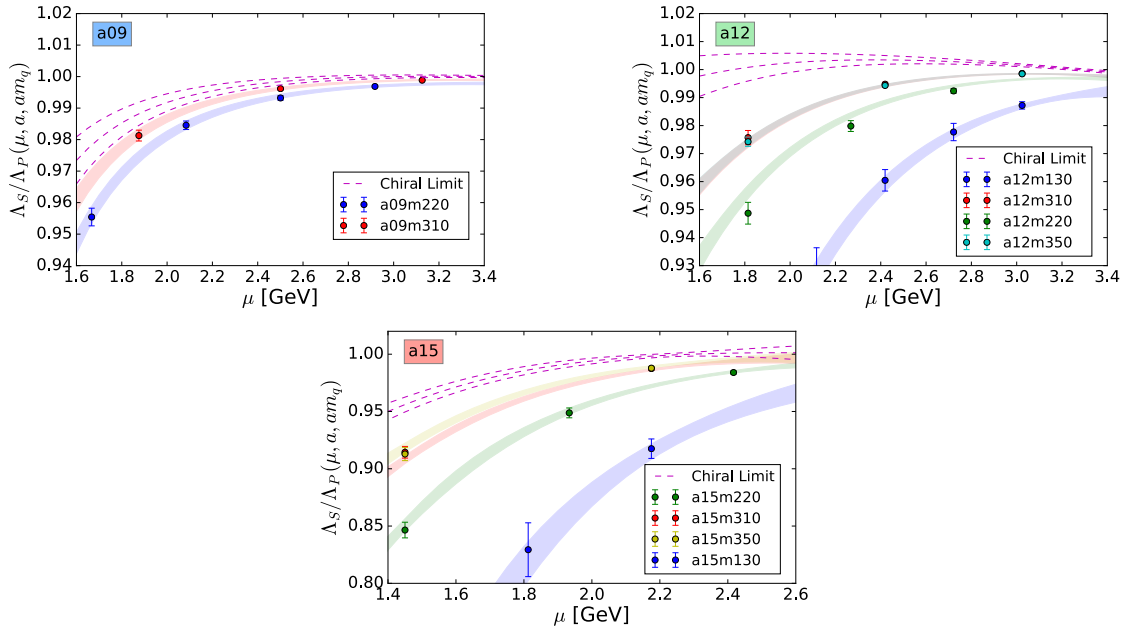 a09
1.02
1.01
1.00
0.99
0.98
0.97
0.96
0.95
0.94
Λ_S/Λ_P(μ, a, am_q)
Chiral Limit
a09m220
a09m310
1.6 1.8 2.0 2.2 2.4 2.6 2.8 3.0 3.2 3.4
μ [GeV]
a12
1.02
1.01
1.00
0.99
0.98
0.97
0.96
0.95
0.94
0.93
Λ_S/Λ_P(μ, a, am_q)
Chiral Limit
a12m130
a12m310
a12m220
a12m350
1.6 1.8 2.0 2.2 2.4 2.6 2.8 3.0 3.2 3.4
μ [GeV]
a15
1.00
0.95
0.90
0.85
0.80
Λ_S/Λ_P(μ, a, am_q)
Chiral Limit
a15m220
a15m310
a15m350
a15m130
1.4 1.6 1.8 2.0 2.2 2.4 2.6
μ [GeV]